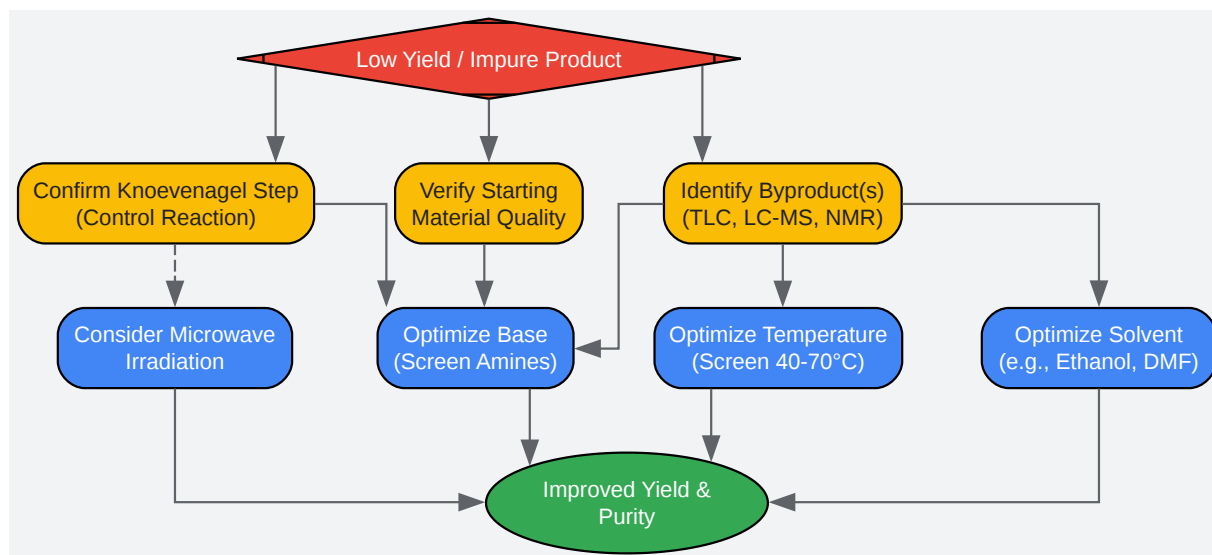 Low Yield / Impure Product
Confirm Knoevenagel Step
(Control Reaction)
Verify Starting
Material Quality
Identify Byproduct(s)
(TLC, LC-MS, NMR)
Consider Microwave
Irradiation
Optimize Base
(Screen Amines)
Optimize Temperature
(Screen 40-70°C)
Optimize Solvent
(e.g., Ethanol, DMF)
Improved Yield &
Purity